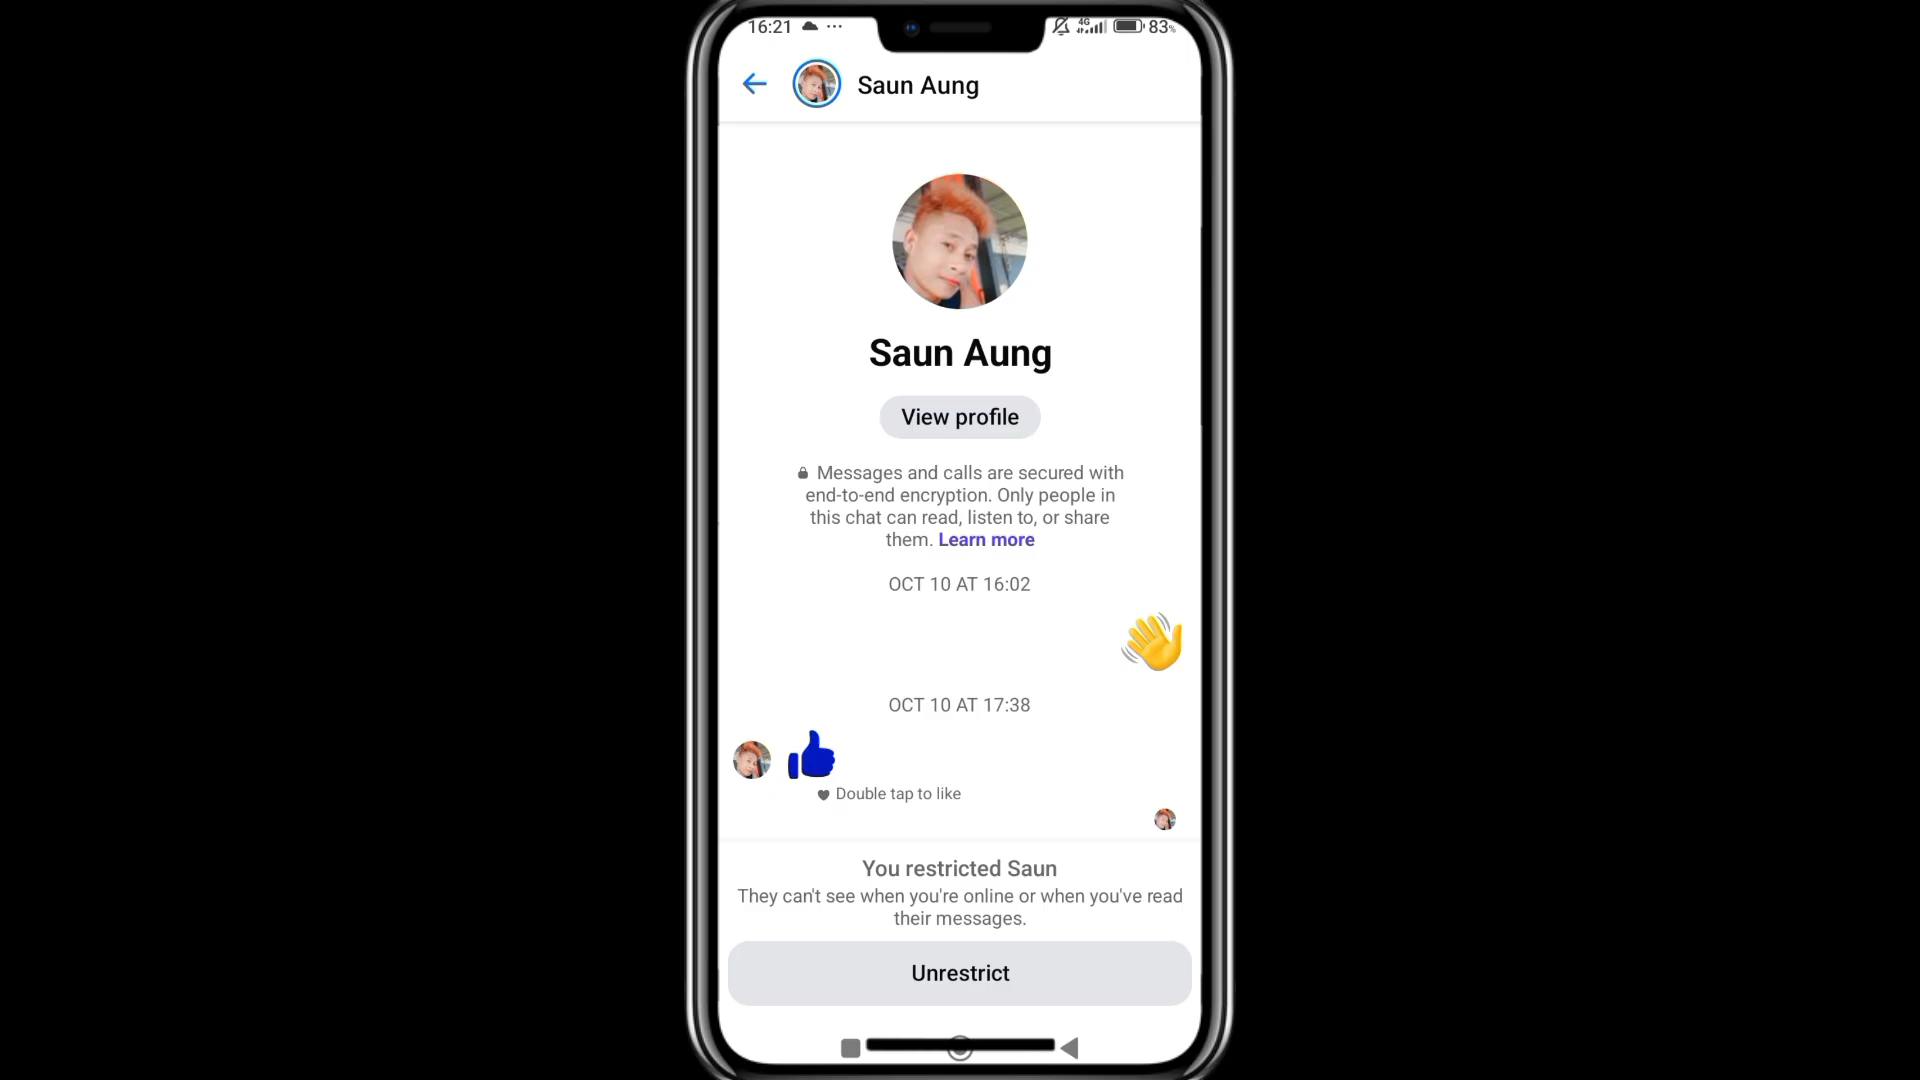 16:21
4G
83%
Saun Aung
Saun Aung
View profile
Messages and calls are secured with
end-to-end encryption. Only people in
this chat can read, listen to, or share
them. Learn more
OCT 10 AT 16:02
OCT 10 AT 17:38
Double tap to like
You restricted Saun
They can't see when you're online or when you've read
their messages.
Unrestrict